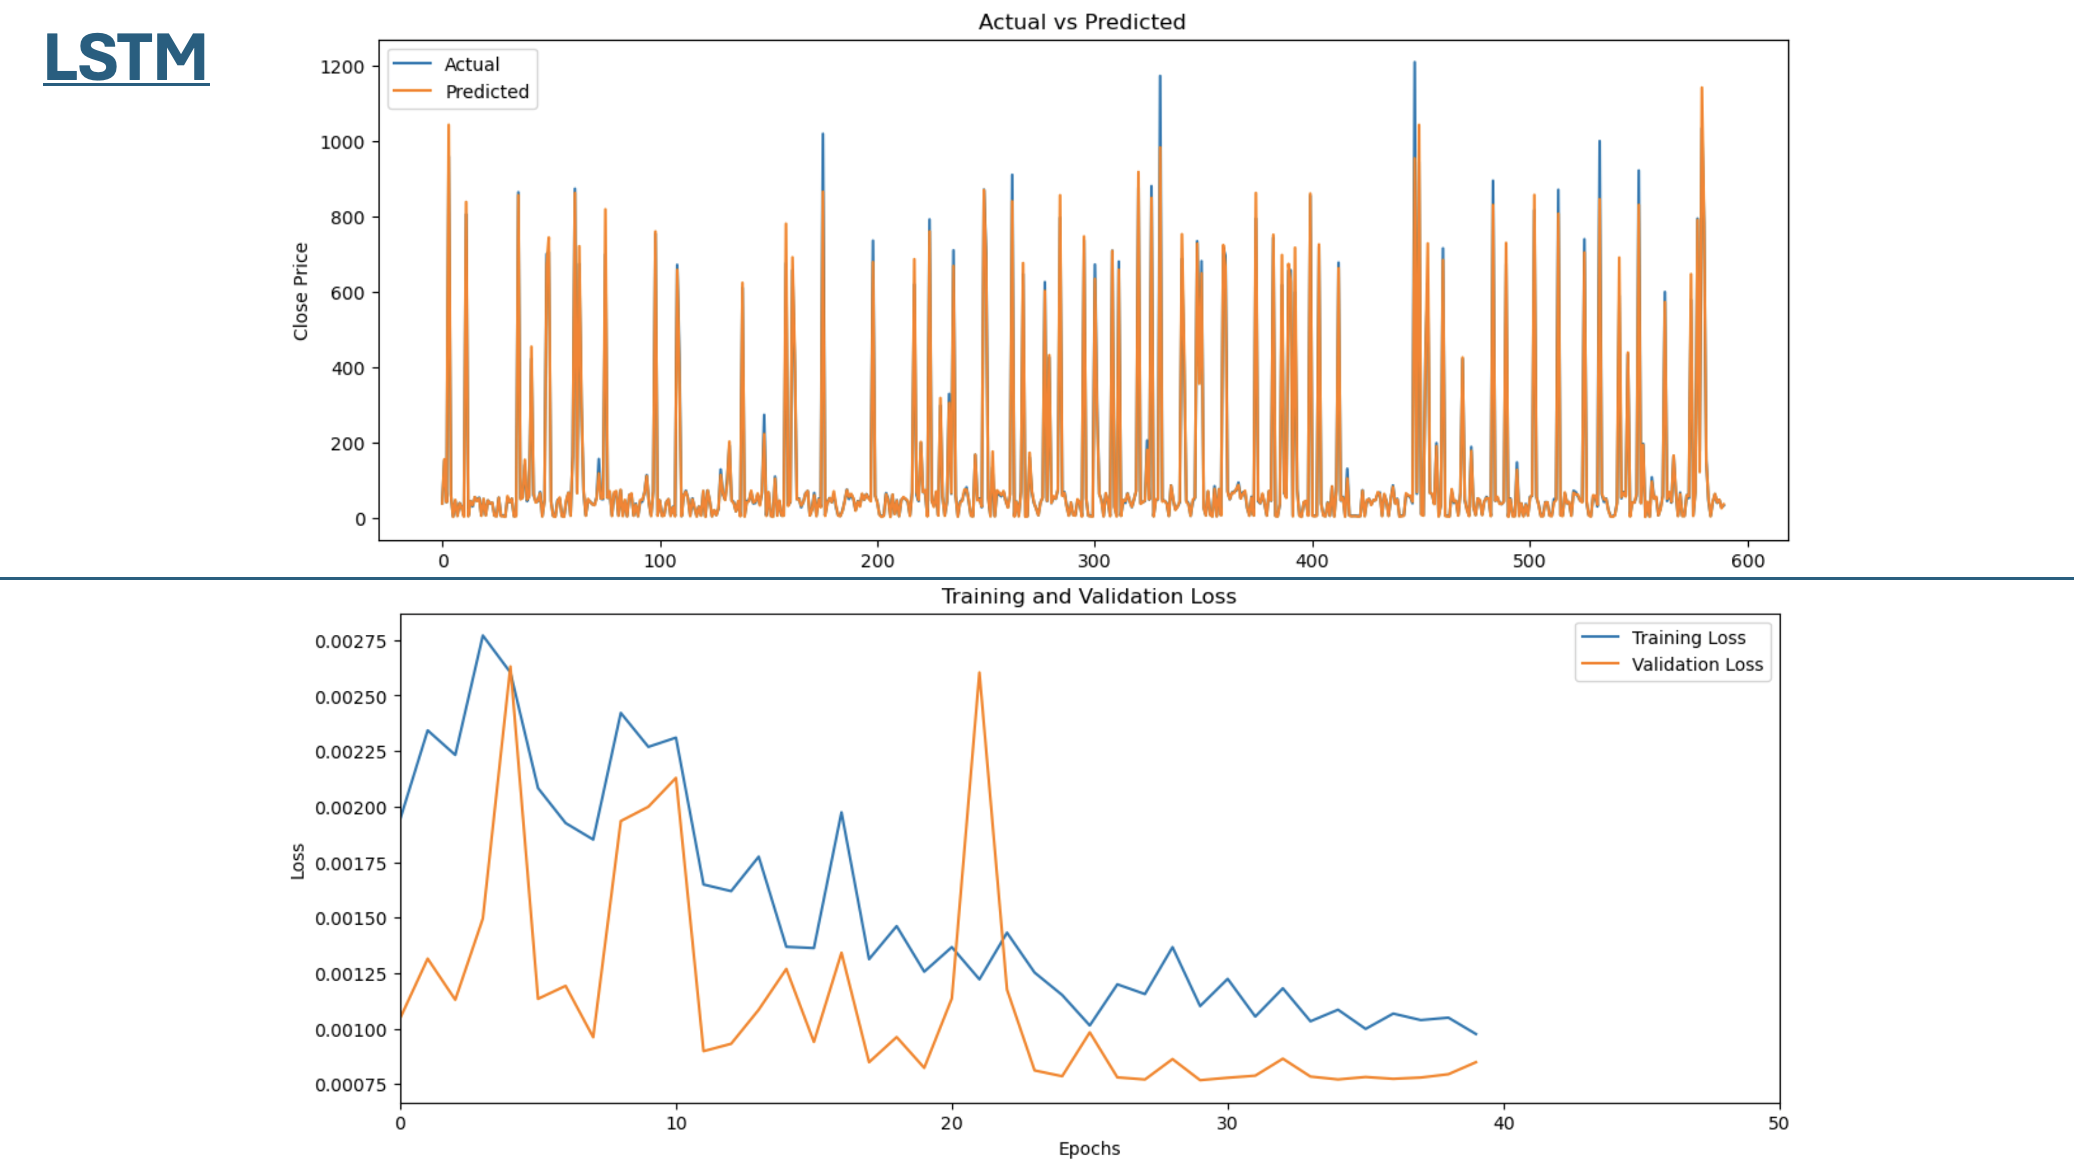 LSTM
Actual vs Predicted
Actual
Predicted
Close Price
1200
1000
800
600
400
200
0
0 100 200 300 400 500 600
Training and Validation Loss
Training Loss
Validation Loss
Loss
0.00275
0.00250
0.00225
0.00200
0.00175
0.00150
0.00125
0.00100
0.00075
0 10 20 30 40 50
Epochs